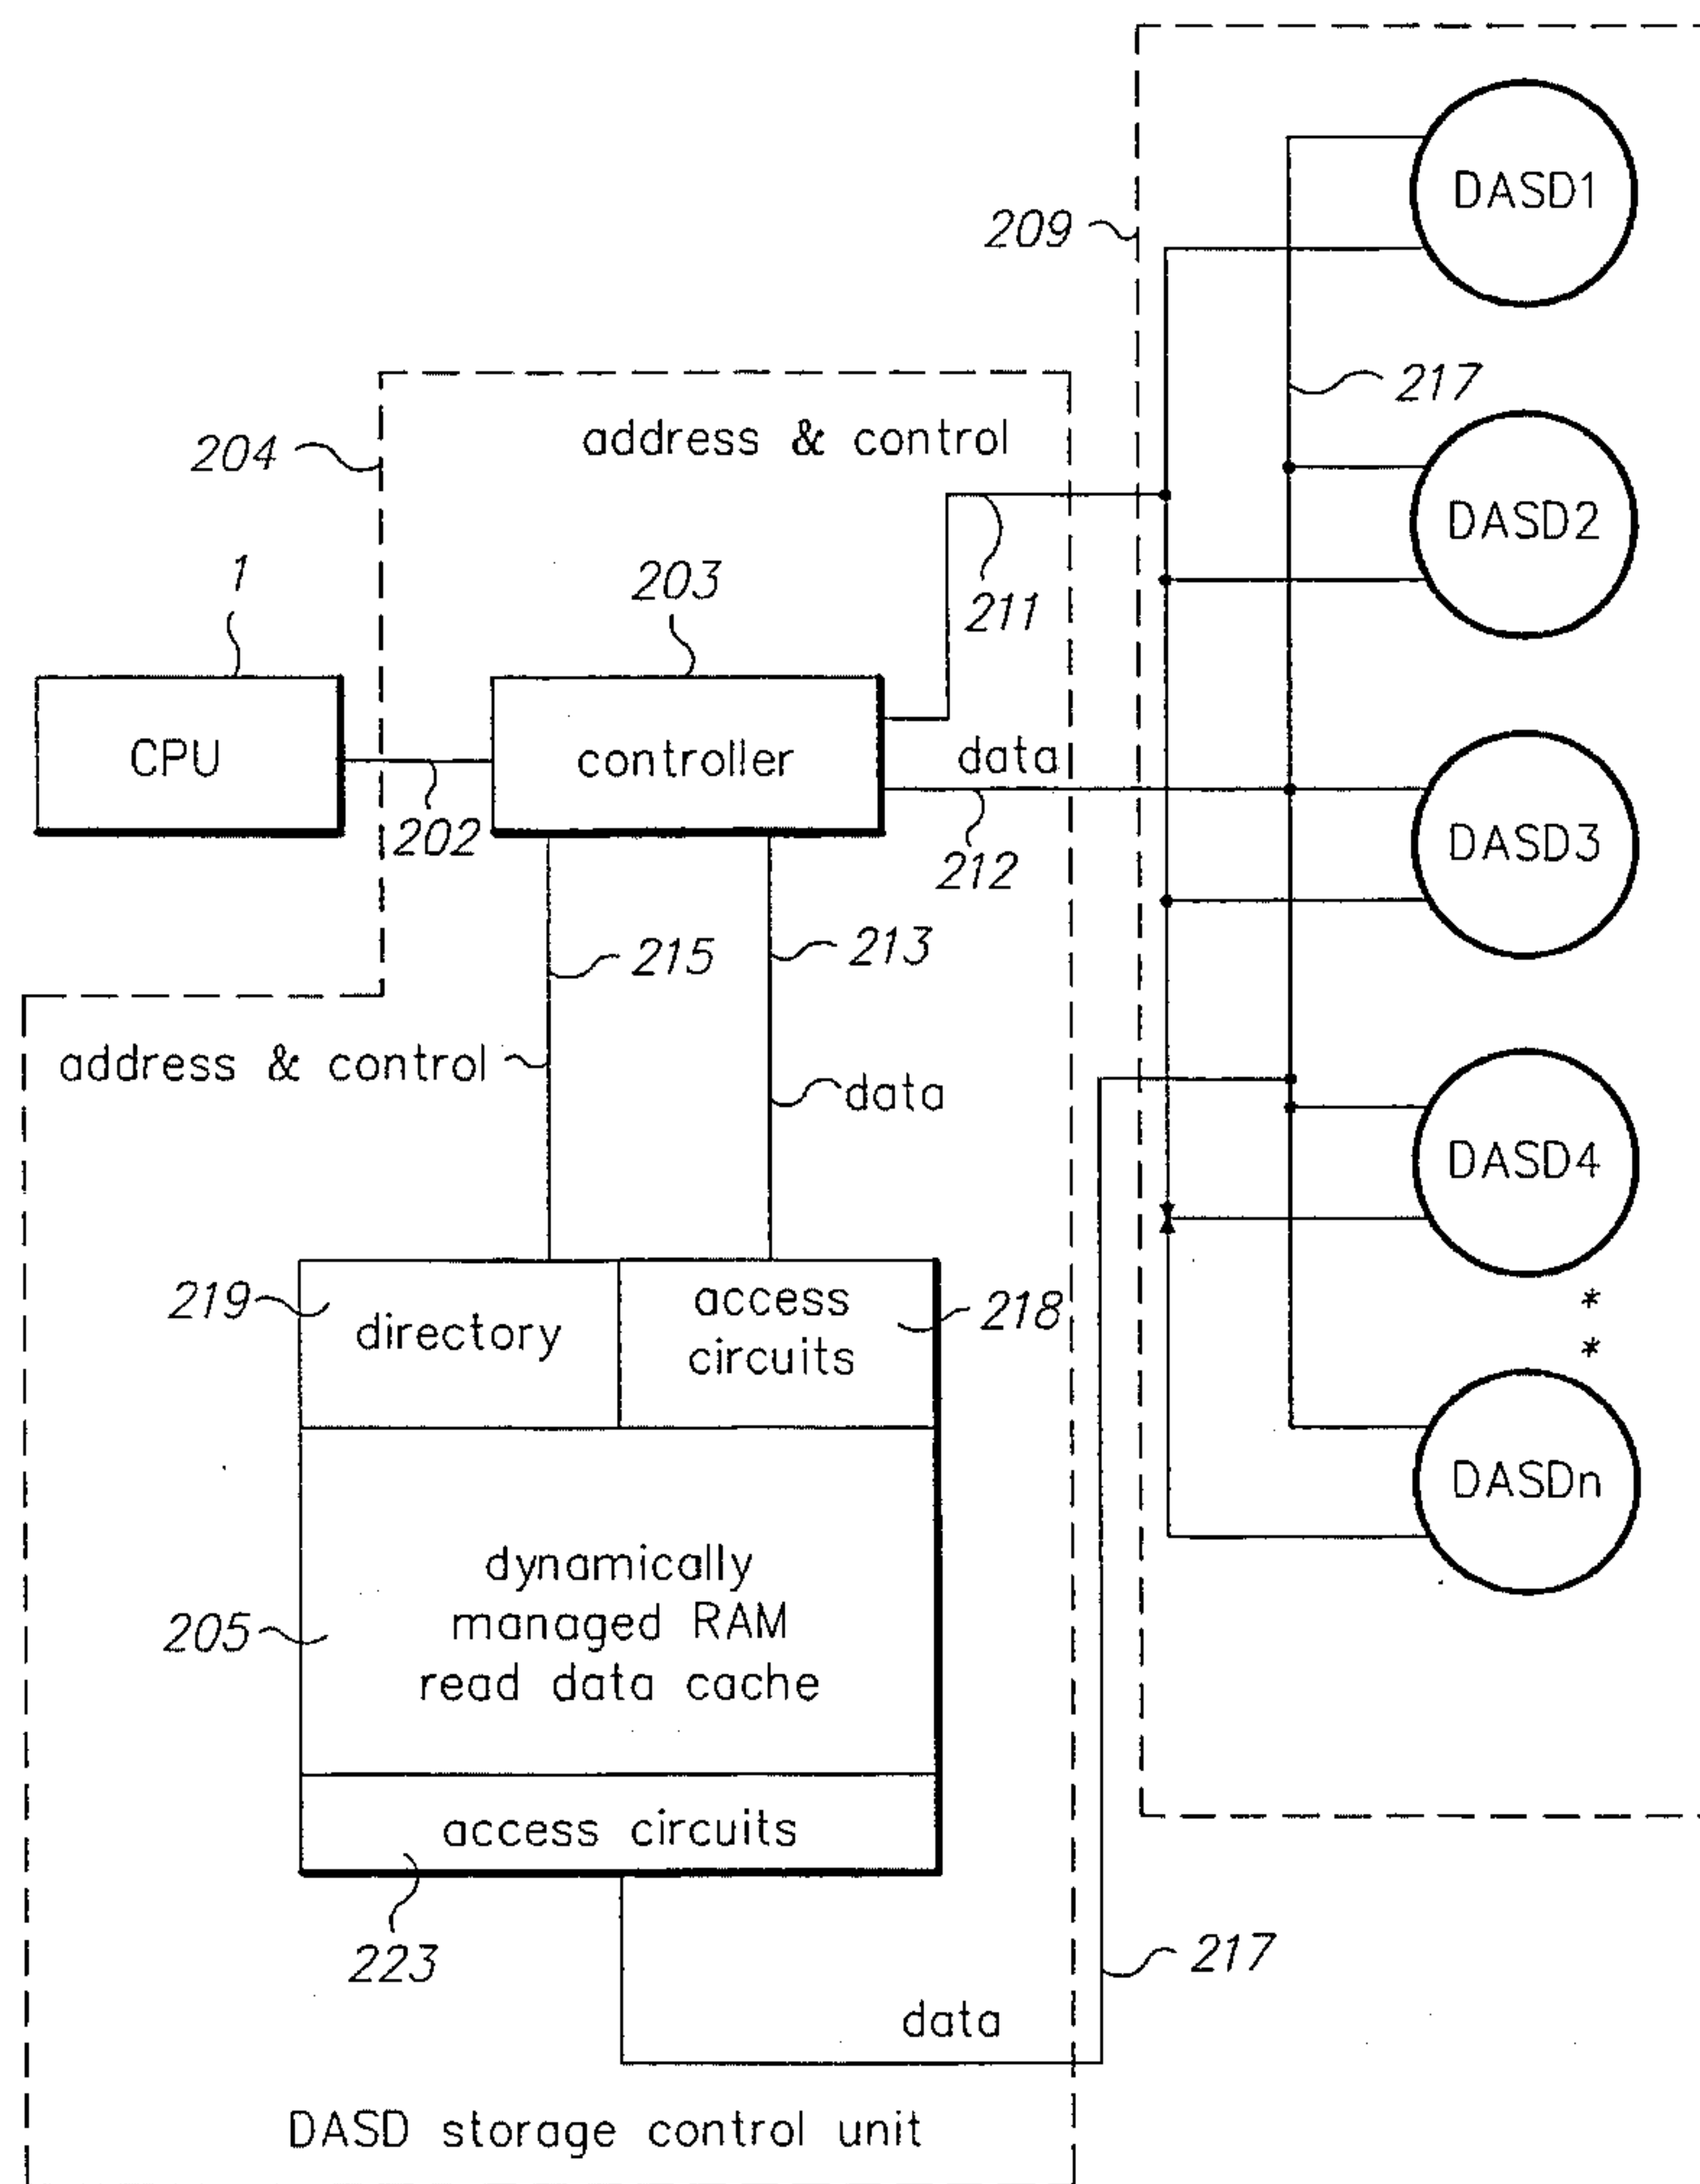 DASD1
209
217
address & control
204
DASD2
1
203
211
CPU
controller
data
DASD3
202
212
215
213
address & control
data
DASD4
219
directory
access
circuits
218
*
*
DASDn
205
dynamically
managed RAM
read data cache
access circuits
223
217
data
DASD storage control unit